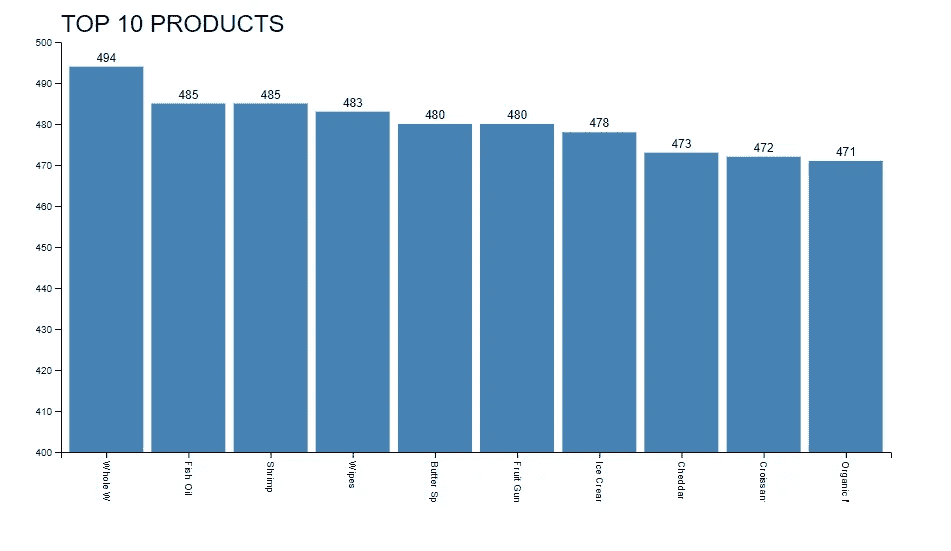 TOP 10 PRODUCTS
500
490
480
470
460
450
440
430
420
410
400
494
485
485
483
480
480
478
473
472
471
Whole W
Fish Oil
Shrimp
Wipes
Butter Sp
Fruit Gun
Ice Crear
Cheddar
Croissan
Organic